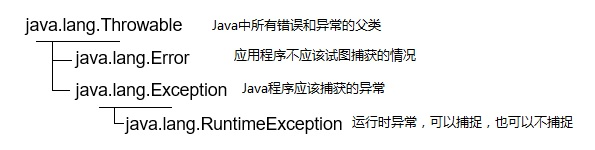 java.lang.Throwable Java中所有错误和异常的父类
java.lang.Error 应用程序不应该试图捕获的情况
java.lang.Exception Java程序应该捕获的异常
java.lang.RuntimeException 运行时异常，可以捕捉，也可以不捕捉